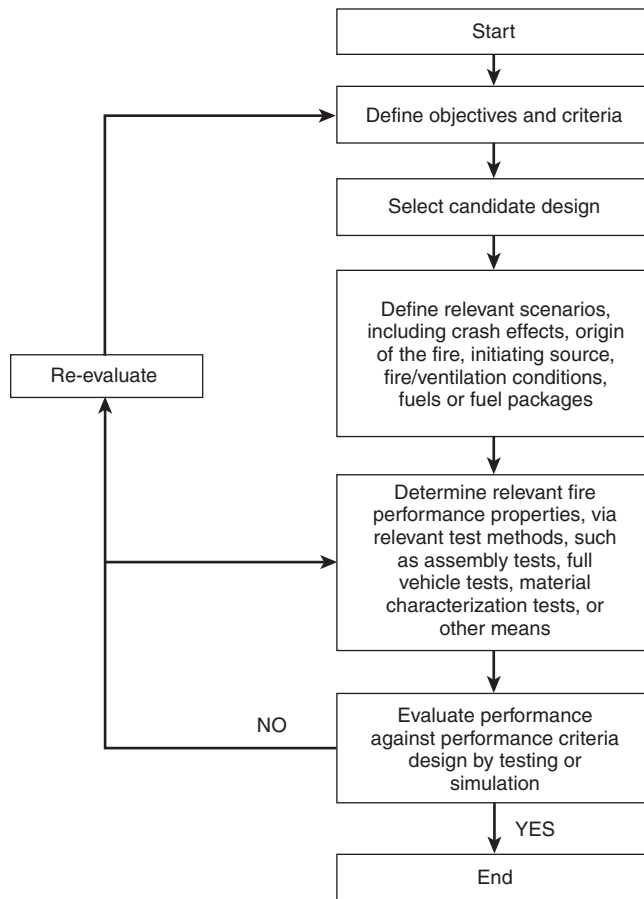 Start
Define objectives and criteria
Select candidate design
Define relevant scenarios,
including crash effects, origin
of the fire, initiating source,
fire/ventilation conditions,
fuels or fuel packages
Re-evaluate
Determine relevant fire
performance properties, via
relevant test methods, such
as assembly tests, full
vehicle tests, material
characterization tests, or
other means
NO
Evaluate performance
against performance criteria
design by testing or
simulation
YES
End